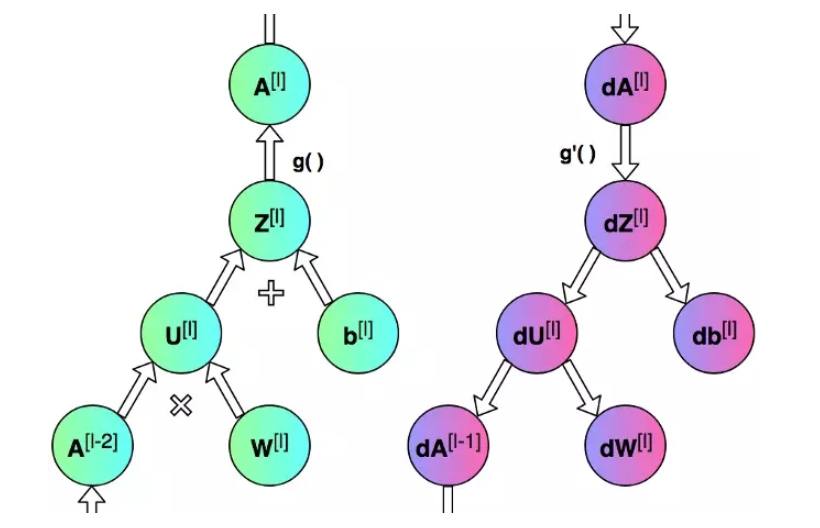 A[l]
dA[l]
g( )
g'( )
Z[l]
dZ[l]
+
U[l]
b[l]
dU[l]
db[l]
×
A[l-2]
W[l]
dA[l-1]
dW[l]